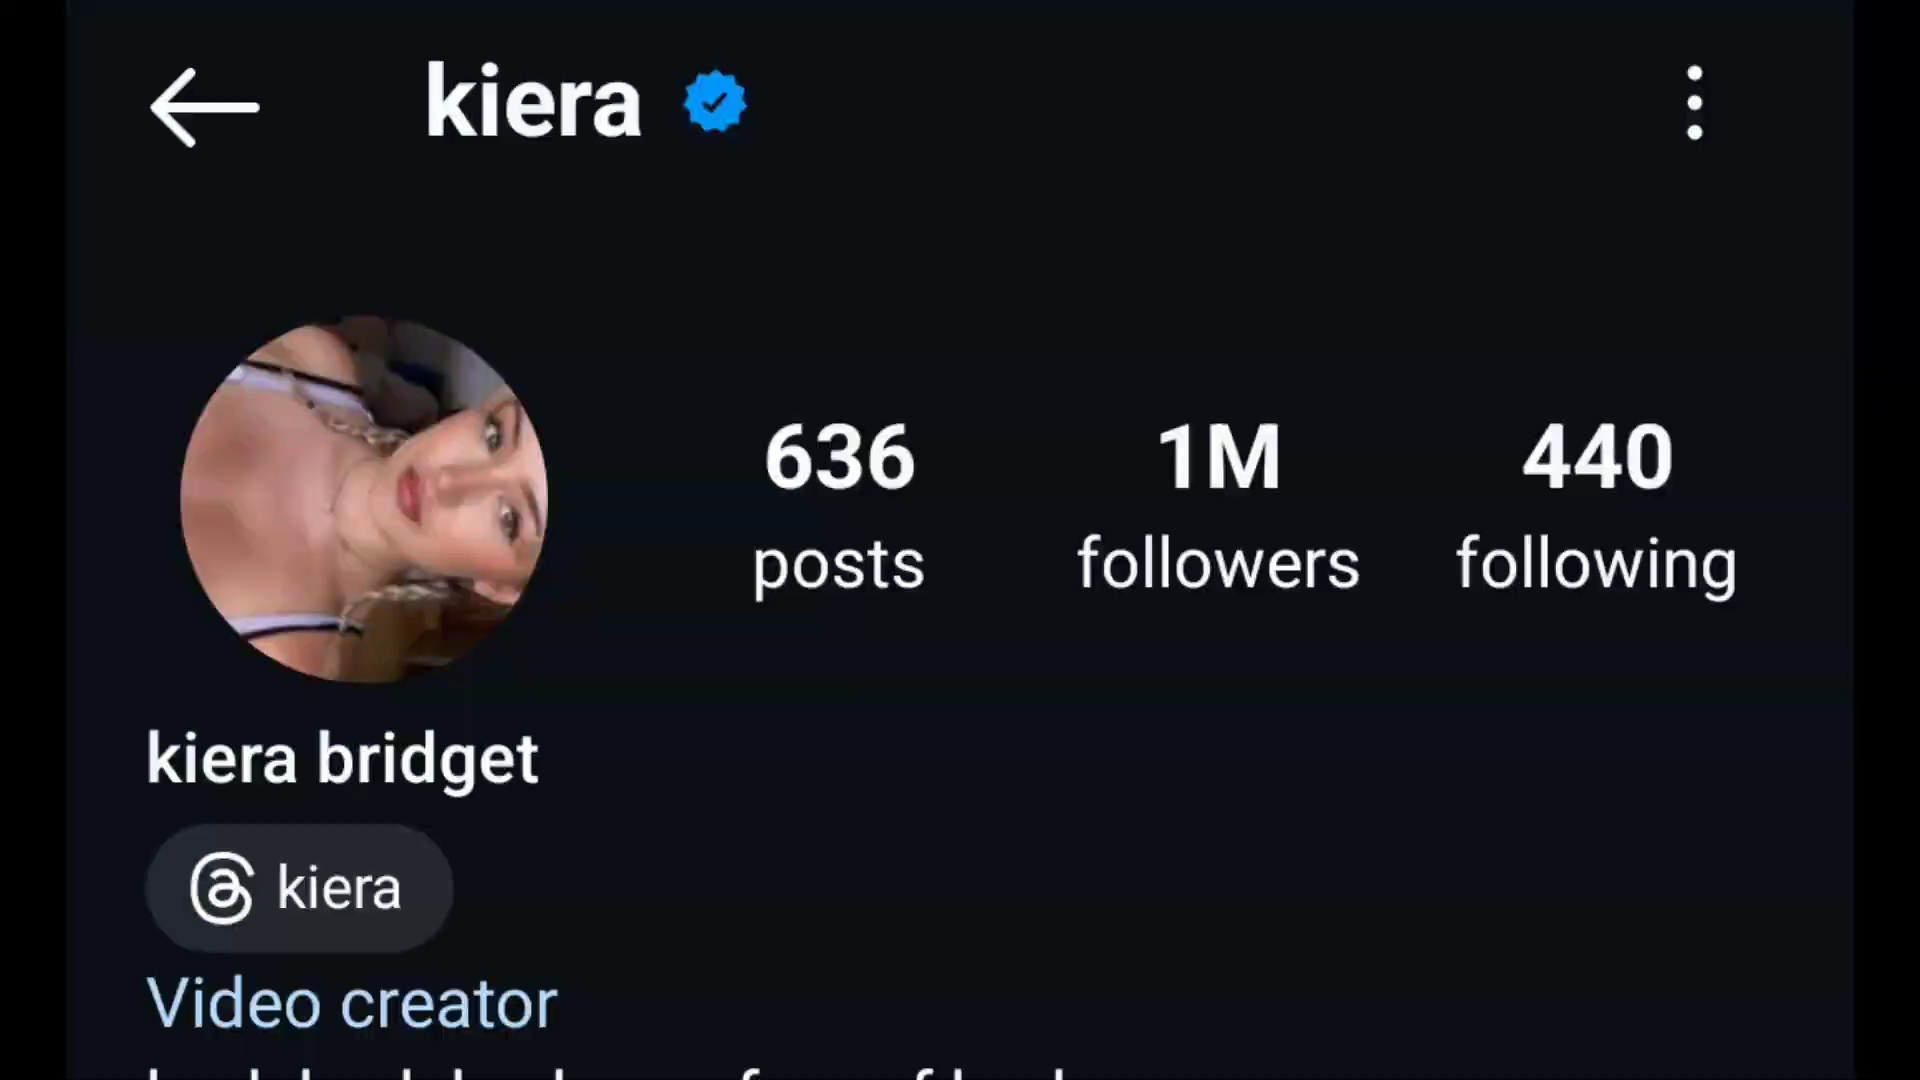 kiera
636 1M 440
posts followers following
kiera bridget
kiera
Video creator